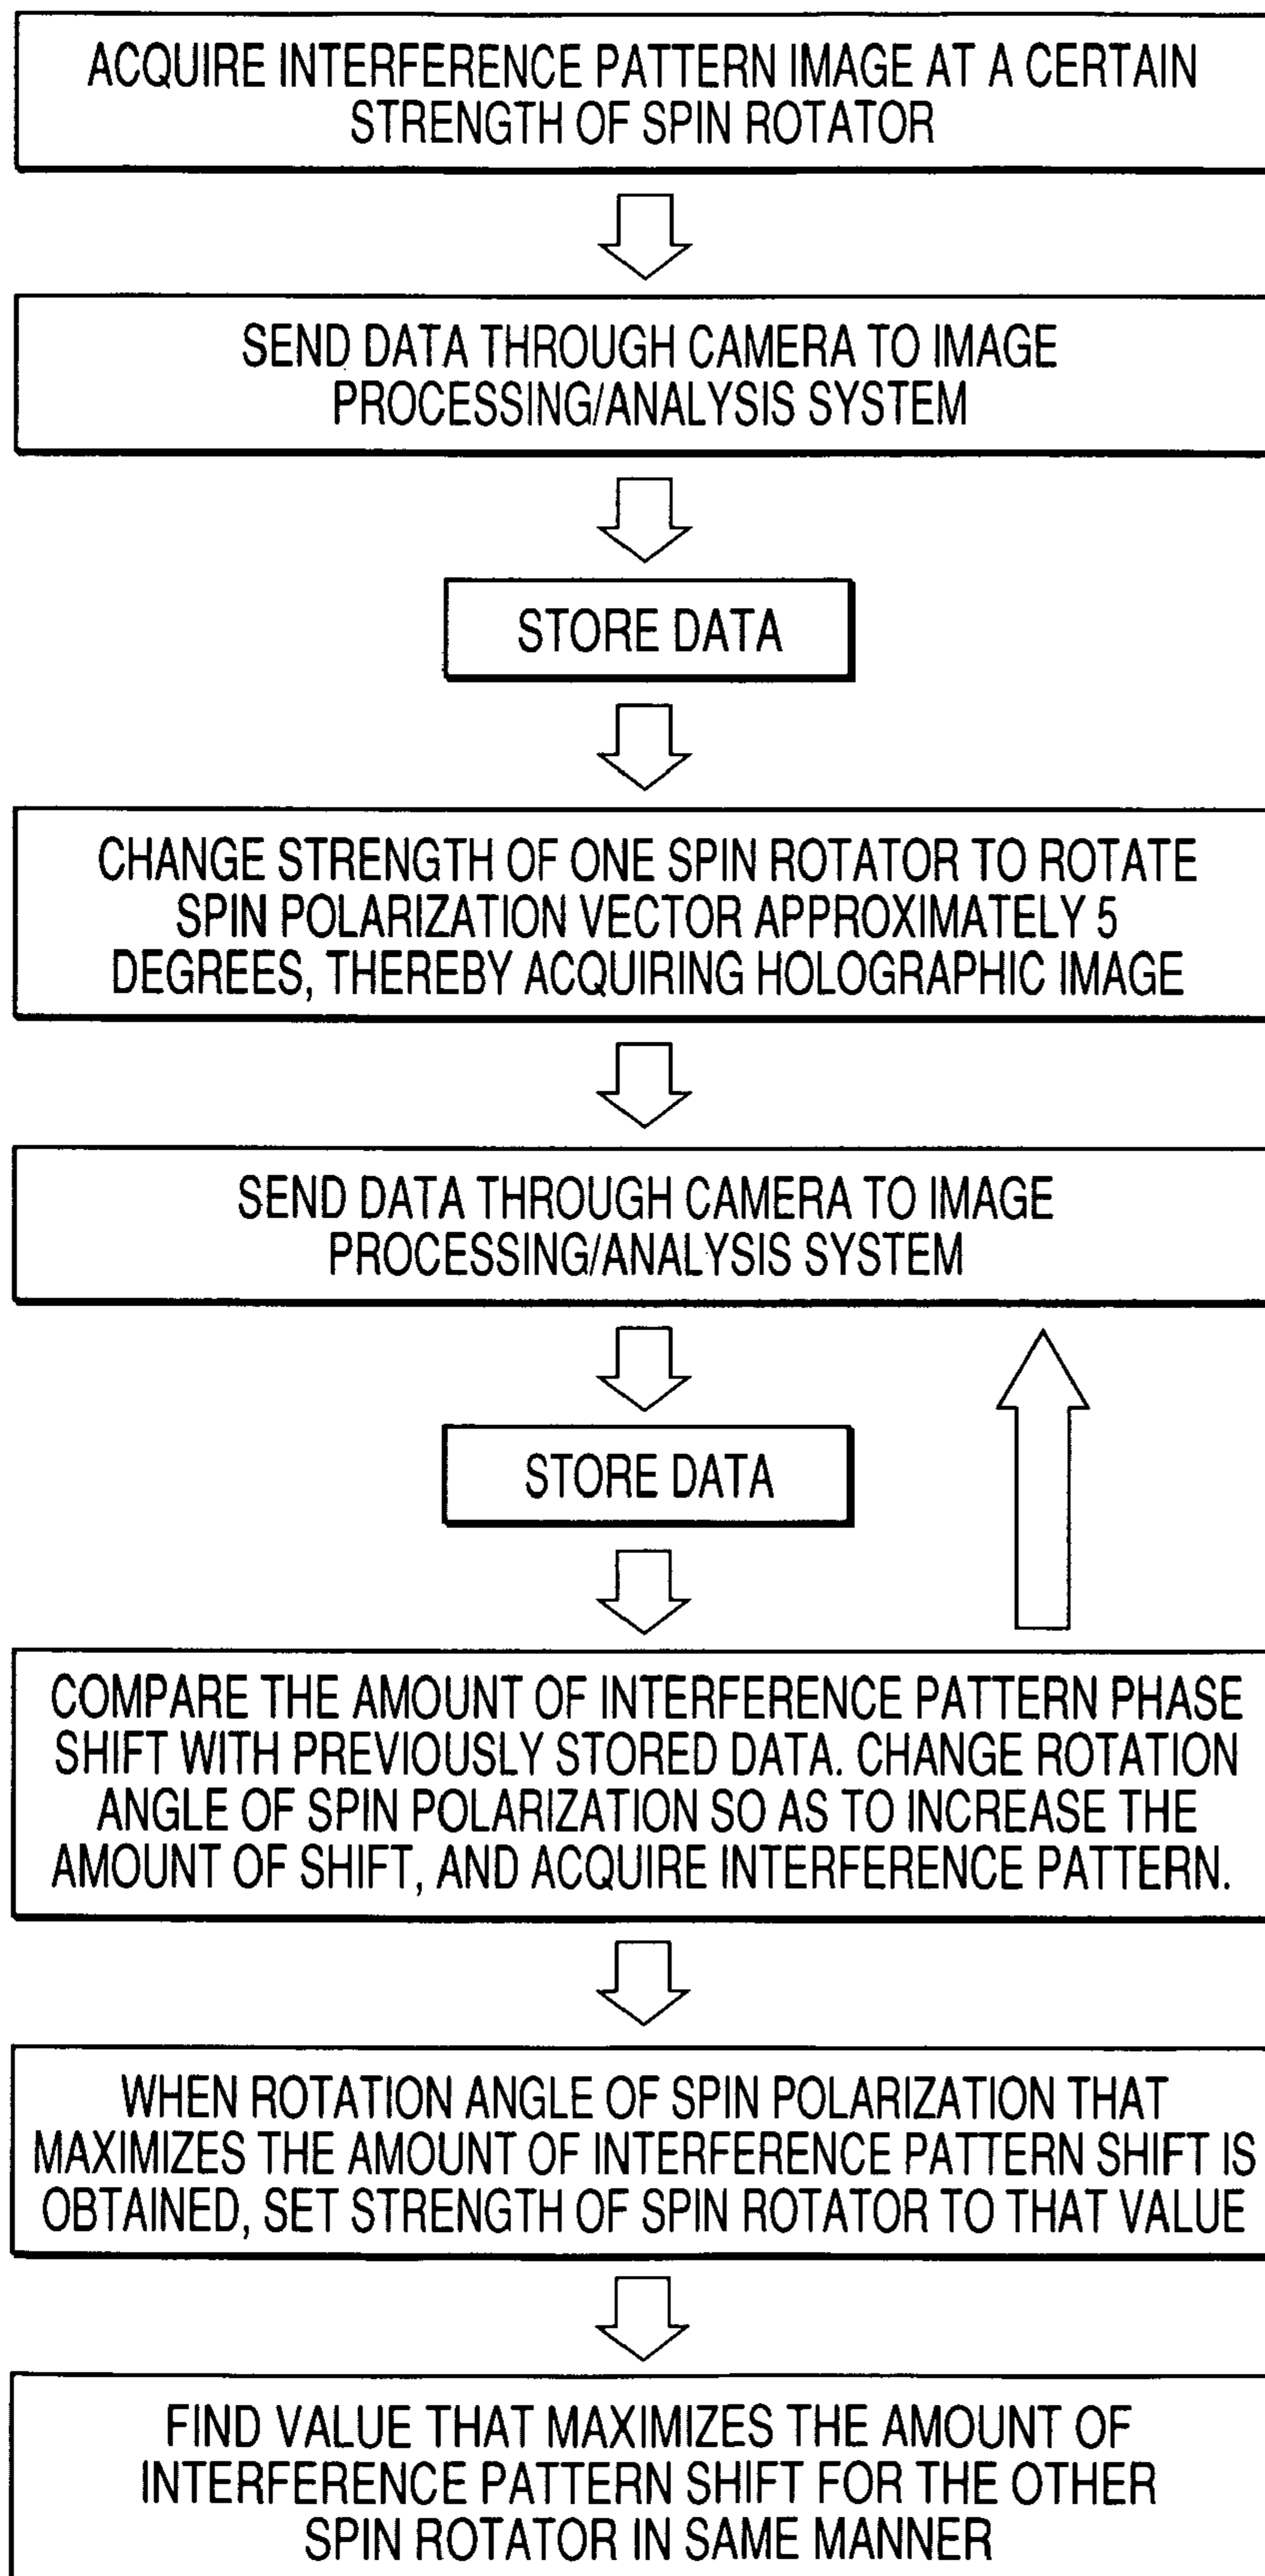 ACQUIRE INTERFERENCE PATTERN IMAGE AT A CERTAIN
STRENGTH OF SPIN ROTATOR
SEND DATA THROUGH CAMERA TO IMAGE
PROCESSING/ANALYSIS SYSTEM
STORE DATA
CHANGE STRENGTH OF ONE SPIN ROTATOR TO ROTATE
SPIN POLARIZATION VECTOR APPROXIMATELY 5
DEGREES, THEREBY ACQUIRING HOLOGRAPHIC IMAGE
SEND DATA THROUGH CAMERA TO IMAGE
PROCESSING/ANALYSIS SYSTEM
STORE DATA
COMPARE THE AMOUNT OF INTERFERENCE PATTERN PHASE
SHIFT WITH PREVIOUSLY STORED DATA. CHANGE ROTATION
ANGLE OF SPIN POLARIZATION SO AS TO INCREASE THE
AMOUNT OF SHIFT, AND ACQUIRE INTERFERENCE PATTERN.
WHEN ROTATION ANGLE OF SPIN POLARIZATION THAT
MAXIMIZES THE AMOUNT OF INTERFERENCE PATTERN SHIFT IS
OBTAINED, SET STRENGTH OF SPIN ROTATOR TO THAT VALUE
FIND VALUE THAT MAXIMIZES THE AMOUNT OF
INTERFERENCE PATTERN SHIFT FOR THE OTHER
SPIN ROTATOR IN SAME MANNER